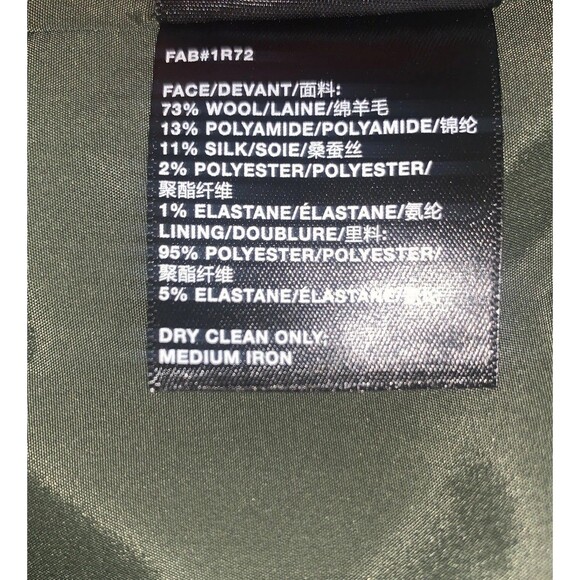 FAB#1R72
FACE/DEVANT/面料:
73% WOOL/LAINE/绵羊毛
13% POLYAMIDE/POLYAMIDE/锦纶
11% SILK/SOIE/桑蚕丝
2% POLYESTER/POLYESTER/
聚酯纤维
1% ELASTANE/ÉLASTANE/氨纶
LINING/DOUBLURE/里料:
95% POLYESTER/POLYESTER/
聚酯纤维
5% ELASTANE/ÉLASTANE/氨纶
DRY CLEAN ONLY;
MEDIUM IRON